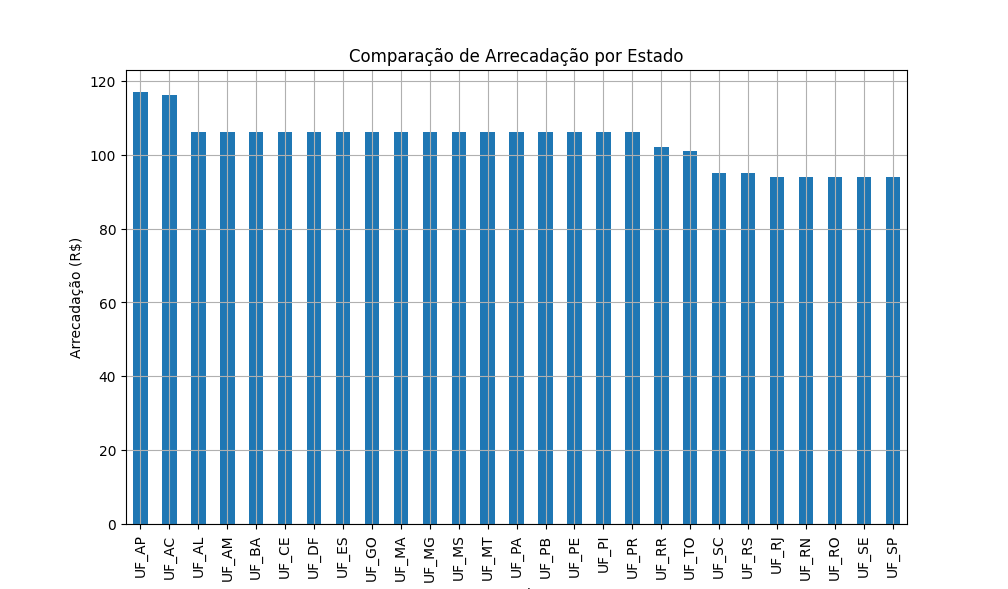 Comparação de Arrecadação por Estado
Arrecadação (R$)
120
100
80
60
40
20
0
UF_AP
UF_AC
UF_AL
UF_AM
UF_BA
UF_CE
UF_DF
UF_ES
UF_GO
UF_MA
UF_MG
UF_MS
UF_MT
UF_PA
UF_PB
UF_PE
UF_PI
UF_PR
UF_RR
UF_TO
UF_SC
UF_RS
UF_RJ
UF_RN
UF_RO
UF_SE
UF_SP